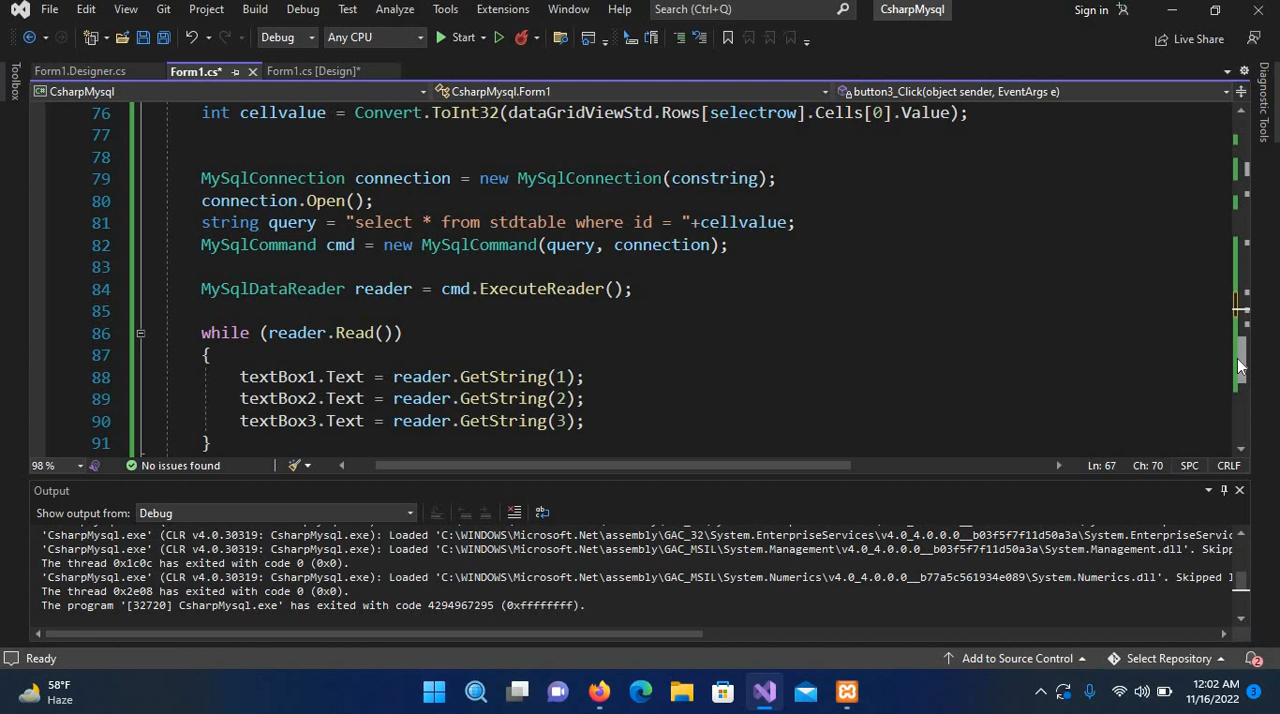 File Edit View Git Project Build Debug Test Analyze Tools Extensions Window Help Search (Ctrl+Q) CsharpMysql Sign in
Debug Any CPU Start Live Share
Form1.Designer.cs Form1.cs* Form1.cs [Design]*
CsharpMysql CsharpMysql.Form1 button3_Click(object sender, EventArgs e)
Toolbox
Diagnostic Tools
76 int cellvalue = Convert.ToInt32(dataGridViewStd.Rows[selectrow].Cells[0].Value);
77
78
79 MySqlConnection connection = new MySqlConnection(constring);
80 connection.Open();
81 string query = "select * from stdtable where id = "+cellvalue;
82 MySqlCommand cmd = new MySqlCommand(query, connection);
83
84 MySqlDataReader reader = cmd.ExecuteReader();
85
86 while (reader.Read())
87 {
88 textBox1.Text = reader.GetString(1);
89 textBox2.Text = reader.GetString(2);
90 textBox3.Text = reader.GetString(3);
91 }
98 % No issues found Ln: 67 Ch: 70 SPC CRLF
Output
Show output from: Debug
'CsharpMysql.exe' (CLR v4.0.30319: CsharpMysql.exe): Loaded 'C:\WINDOWS\Microsoft.Net\assembly\GAC_32\System.EnterpriseServices\v4.0_4.0.0.0__b03f5f7f11d50a3a\System.EnterpriseServic
'CsharpMysql.exe' (CLR v4.0.30319: CsharpMysql.exe): Loaded 'C:\WINDOWS\Microsoft.Net\assembly\GAC_MSIL\System.Management\v4.0_4.0.0.0__b03f5f7f11d50a3a\System.Management.dll'. Skipp
The thread 0x1c0c has exited with code 0 (0x0).
'CsharpMysql.exe' (CLR v4.0.30319: CsharpMysql.exe): Loaded 'C:\WINDOWS\Microsoft.Net\assembly\GAC_MSIL\System.Numerics\v4.0_4.0.0.0__b77a5c561934e089\System.Numerics.dll'. Skipped l
The thread 0x2e08 has exited with code 0 (0x0).
The program '[32720] CsharpMysql.exe' has exited with code 4294967295 (0xffffffff).
Ready Add to Source Control Select Repository 2
58°F
Haze
12:02 AM
11/16/2022 3